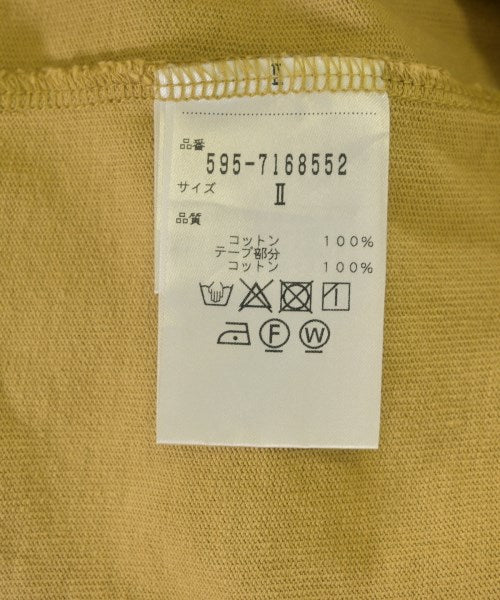 品番
595-7168552
サイズ
Ⅱ
品質
コットン 100%
テープ部分
コットン 100%
F W